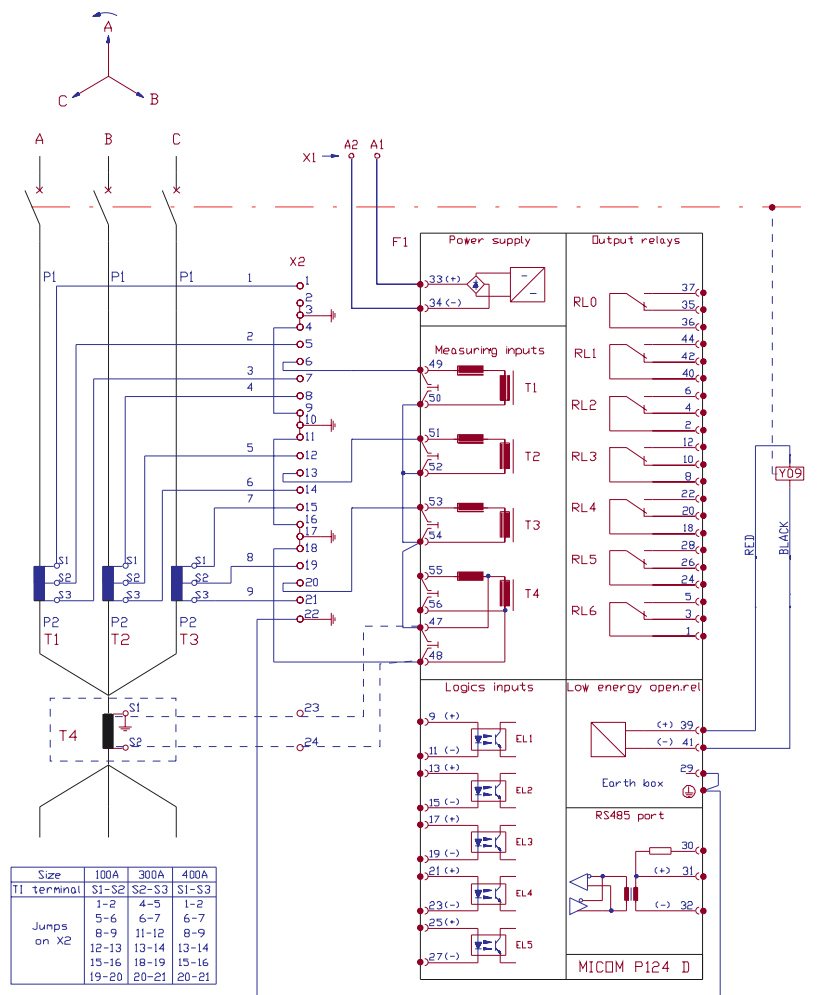 A
C B
A B C
X1 A2 A1
F1 Power supply Output relays
P1 P1 P1
1
X2
1
2
3
4
2
5
6
3
7
4
8
9
10
11
5
12
13
6
14
7
15
16
17
18
8
19
20
9
21
22
23
24
33 (+)
34 (-)
Measuring inputs
49
50
T1
51
52
T2
53
54
T3
55
56
T4
47
48
RL0
37
35
36
RL1
44
42
40
RL2
6
4
2
RL3
12
10
8
RL4
22
20
18
RL5
28
26
24
RL6
5
3
1
Y09
RED
BLACK
S1 S1 S1
S2 S2 S2
S3 S3 S3
P2 P2 P2
T1 T2 T3
T4
S1
S2
Logics inputs
9 (+)
EL1
11 (-)
13 (+)
EL2
15 (-)
17 (+)
EL3
19 (-)
21 (+)
EL4
23(-)
25(+)
EL5
27(-)
Low energy open.rel
(+) 39
(-) 41
29
Earth box
RS485 port
30
(+) 31
(-) 32
MICOM P124 D
Size 100A 300A 400A
TI terminal S1-S2 S2-S3 S1-S3
Jumps
on X2
1-2 4-5 1-2
5-6 6-7 6-7
8-9 11-12 8-9
12-13 13-14 13-14
15-16 18-19 15-16
19-20 20-21 20-21